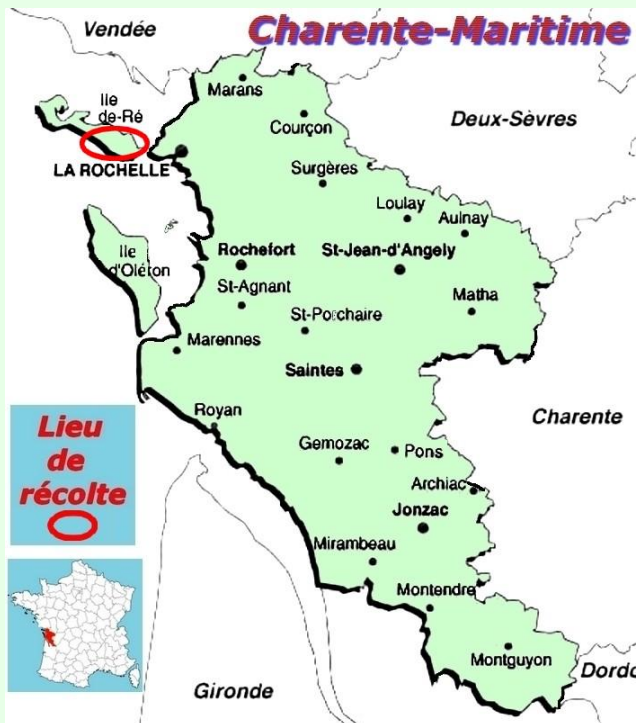 Charente-Maritime
Vendée
Ile
de-Ré
Marans
Courçon
Deux-Sèvres
LA ROCHELLE
Surgères
Loulay
Aulnay
Ile
d'Oléron
Rochefort
St-Jean-d'Angely
St-Agnant
Matha
St-Porchaire
Marennes
Saintes
Royan
Charente
Lieu
de
récolte
Gemozac
Pons
Archiac
Jonzac
Mirambeau
Montendre
Montguyon
Gironde
Dordo